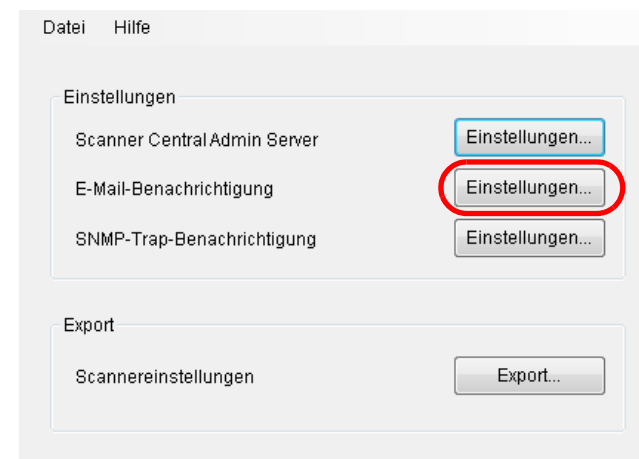 Datei Hilfe
Einstellungen
Scanner Central Admin Server Einstellungen...
E-Mail-Benachrichtigung Einstellungen...
SNMP-Trap-Benachrichtigung Einstellungen...
Export
Scannereinstellungen Export...